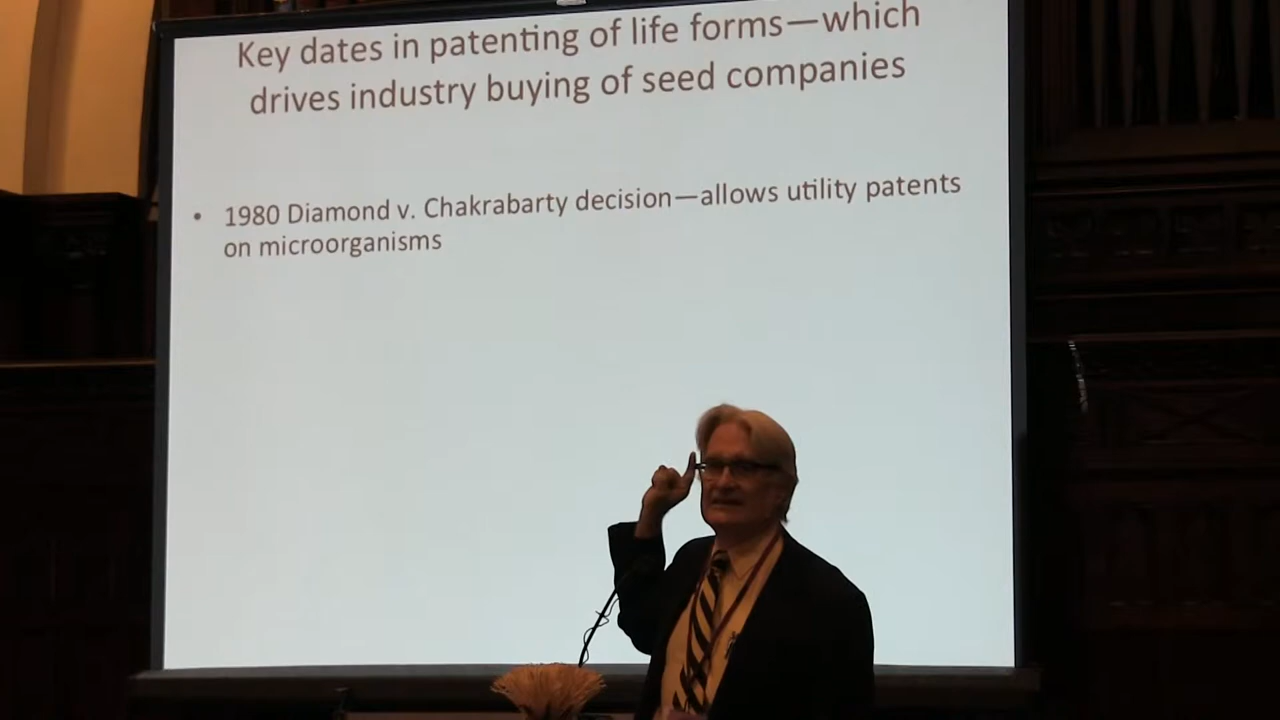 Key dates in patenting of life forms—which
drives industry buying of seed companies
• 1980 Diamond v. Chakrabarty decision—allows utility patents
on microorganisms